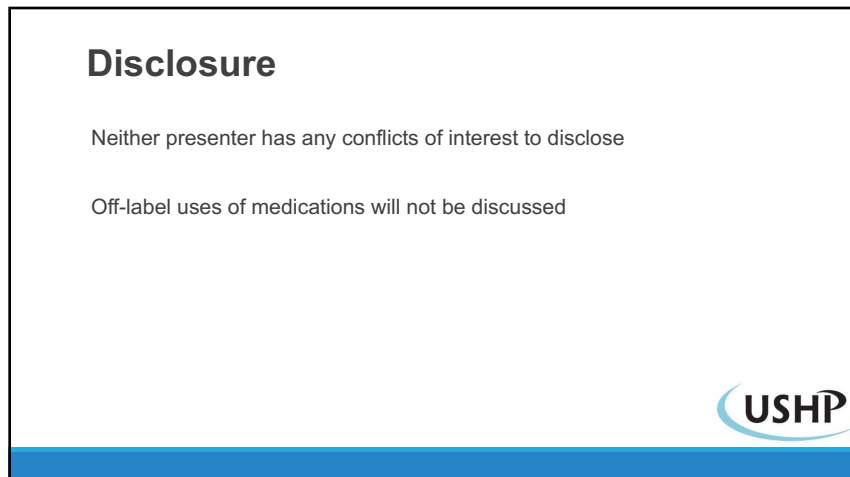 Disclosure
Neither presenter has any conflicts of interest to disclose
Off-label uses of medications will not be discussed
USHP